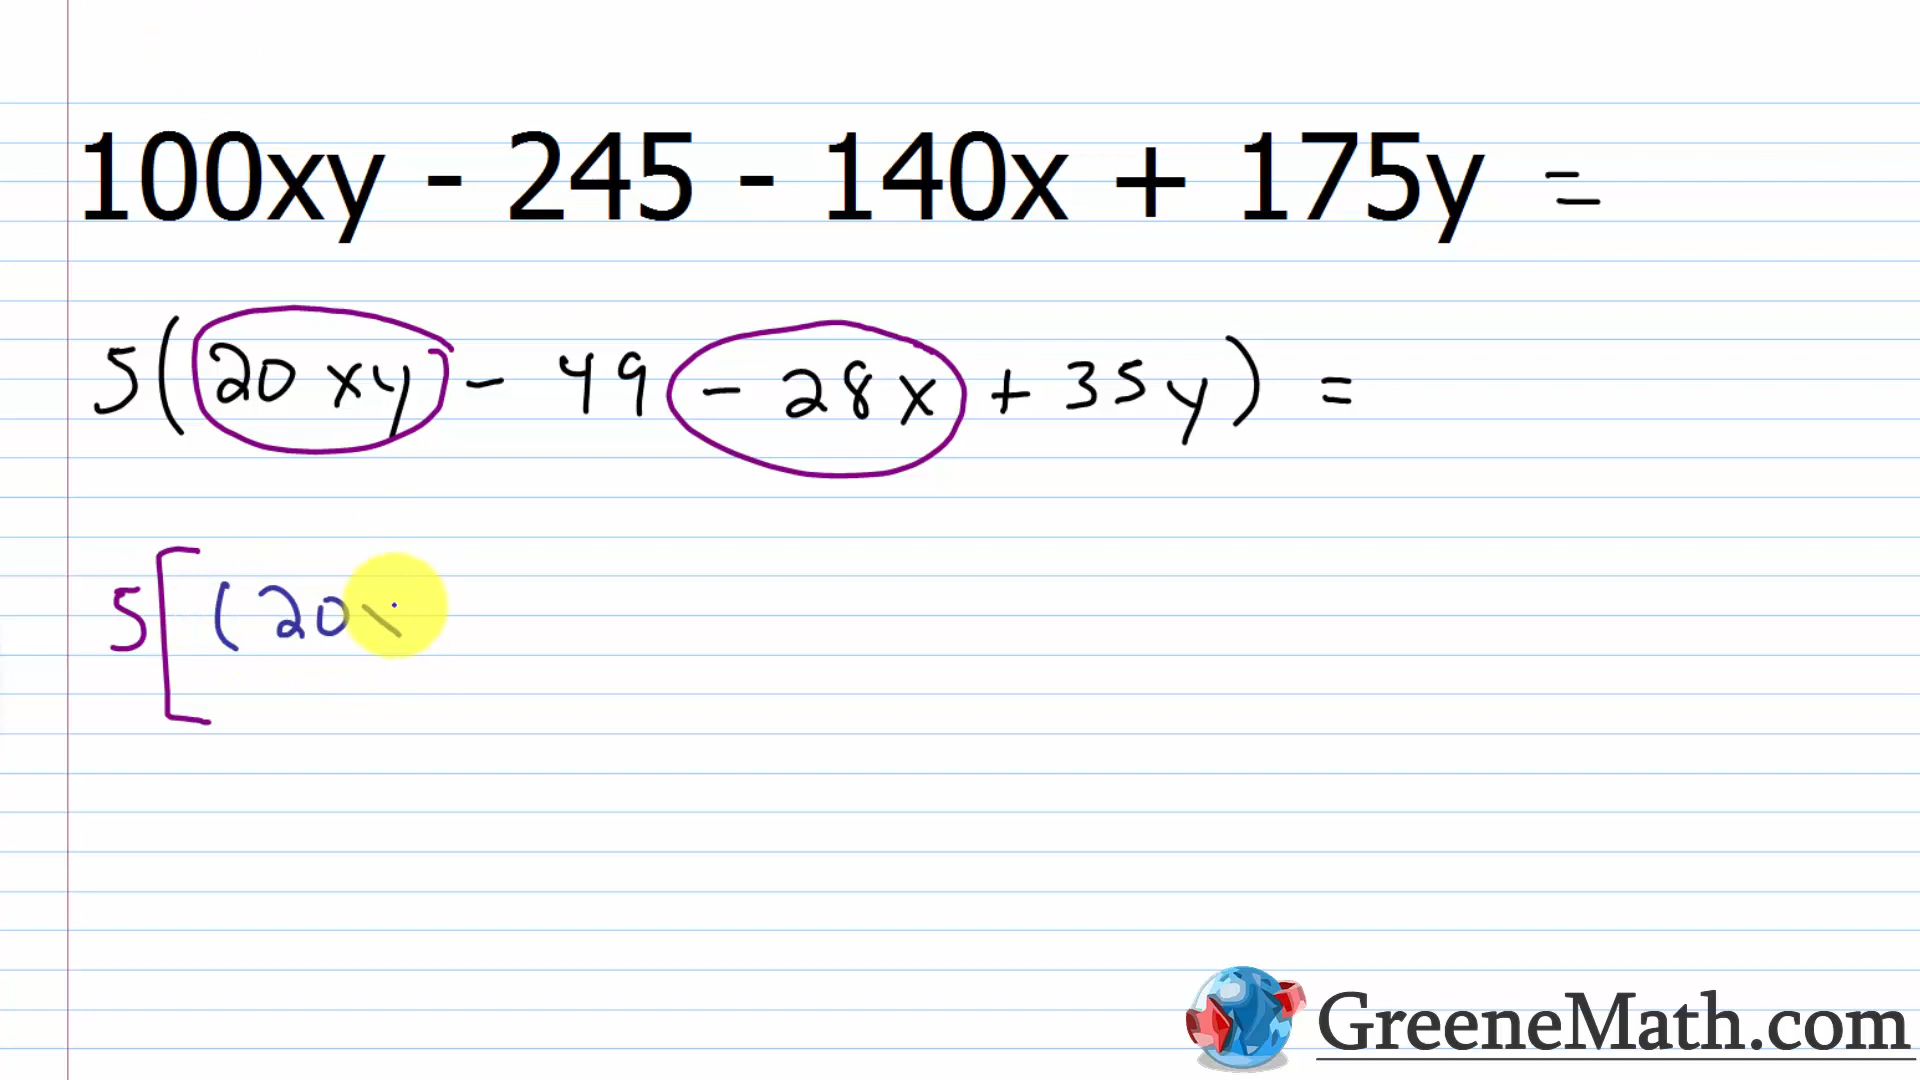 100xy - 245 - 140x + 175y =
5(20xy - 49 - 28x + 35y) =
5[(20
GreeneMath.com